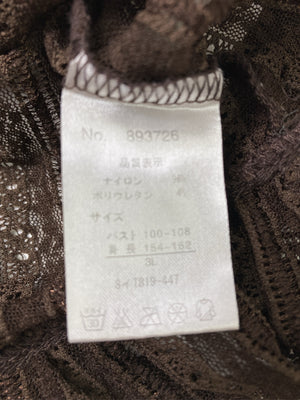 No. 893726
品質表示
ナイロン
ポリウレタン
サイズ
バスト 100-108
身長 154-162
3L